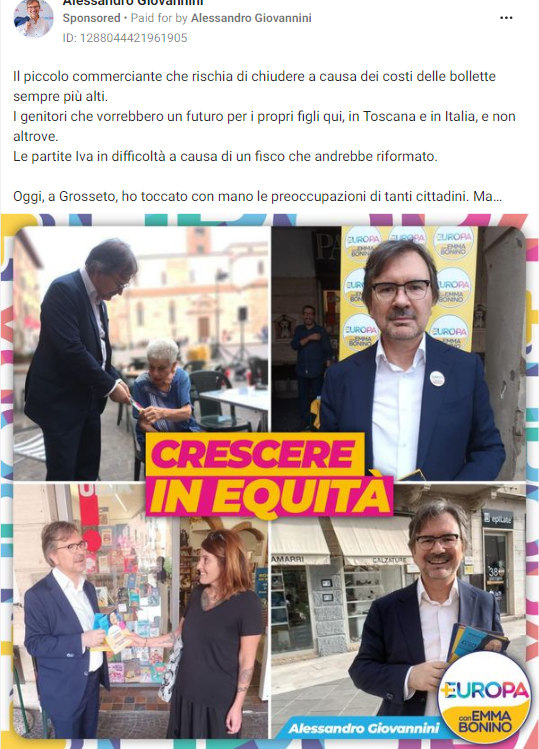 Alessandro Giovannini
Sponsored • Paid for by Alessandro Giovannini
ID: 1288044421961905
Il piccolo commerciante che rischia di chiudere a causa dei costi delle bollette
sempre più alti.
I genitori che vorrebbero un futuro per i propri figli qui, in Toscana e in Italia, e non
altrove.
Le partite Iva in difficoltà a causa di un fisco che andrebbe riformato.
Oggi, a Grosseto, ho toccato con mano le preoccupazioni di tanti cittadini. Ma...
EUROPA
EMMA
BONINO
+EUROPA
CRESCERE
IN EQUITÀ
AMARRI
CALZATURE
epilate
38
Alessandro Giovannini
+EUROPA
con EMMA
BONINO